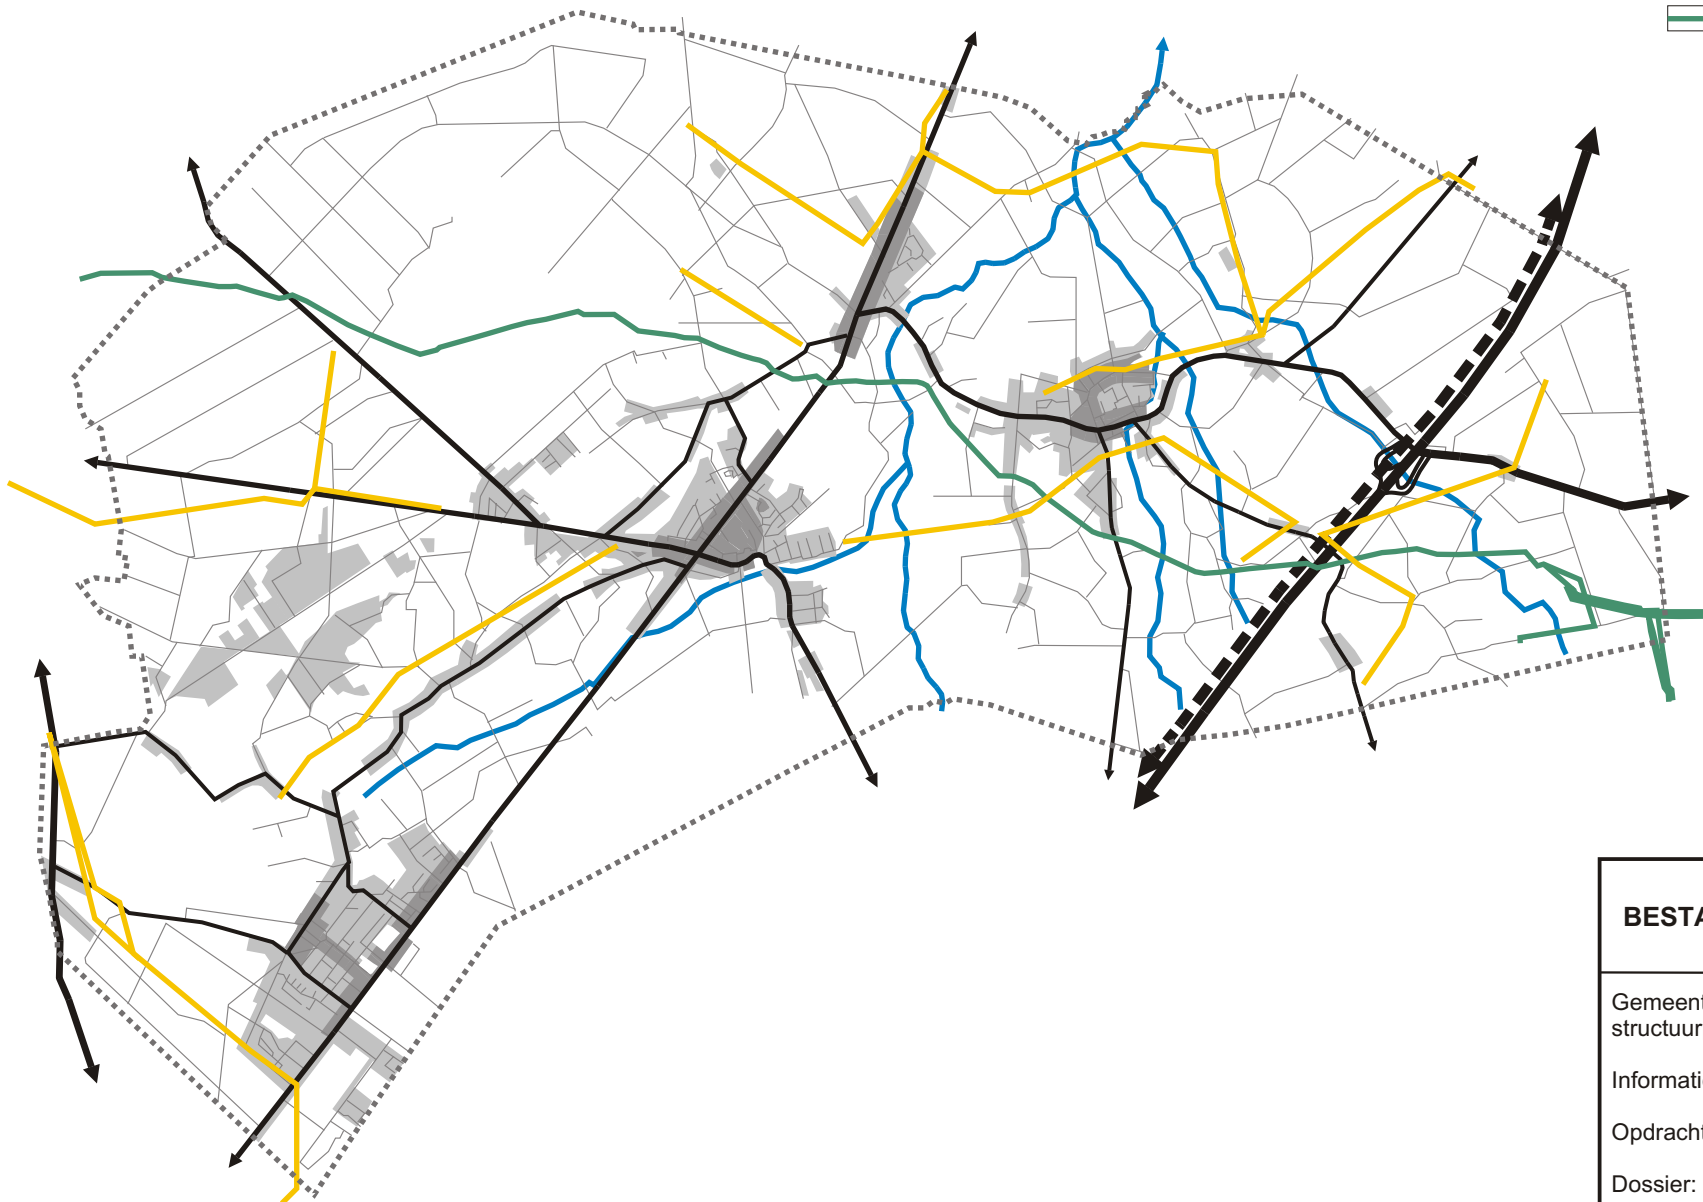 BESTA
Gemeent
structuur
Informati
Opdracht
Dossier: